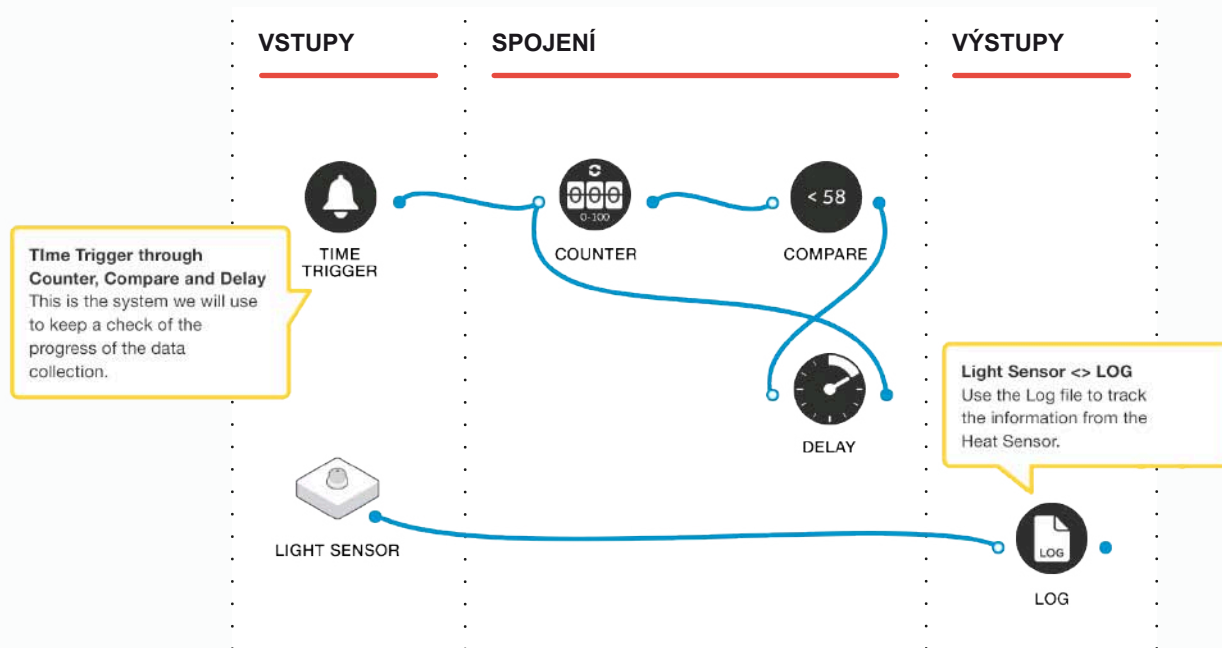 VSTUPY
SPOJENÍ
VÝSTUPY
000
0-100
< 58
TIME
TRIGGER
COUNTER
COMPARE
TIme Trigger through
Counter, Compare and Delay
This is the system we will use
to keep a check of the
progress of the data
collection.
DELAY
Light Sensor <> LOG
Use the Log file to track
the information from the
Heat Sensor.
LIGHT SENSOR
LOG
LOG